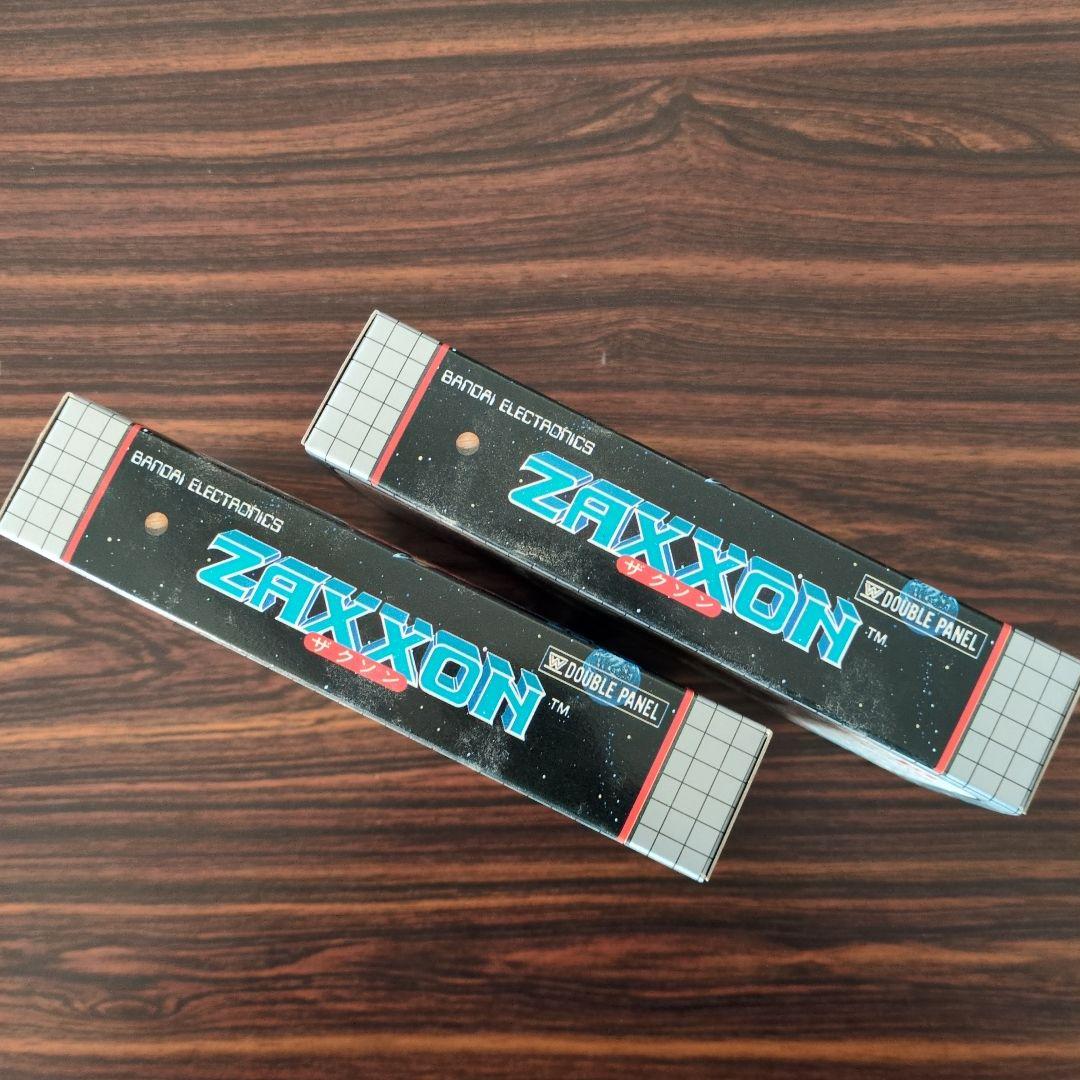 BANDAI ELECTRONICS
ZAXXON
TM
ザクソン
W DOUBLE PANEL
BANDAI ELECTRONICS
ZAXXON
TM.
ザクソン
W DOUBLE PANEL